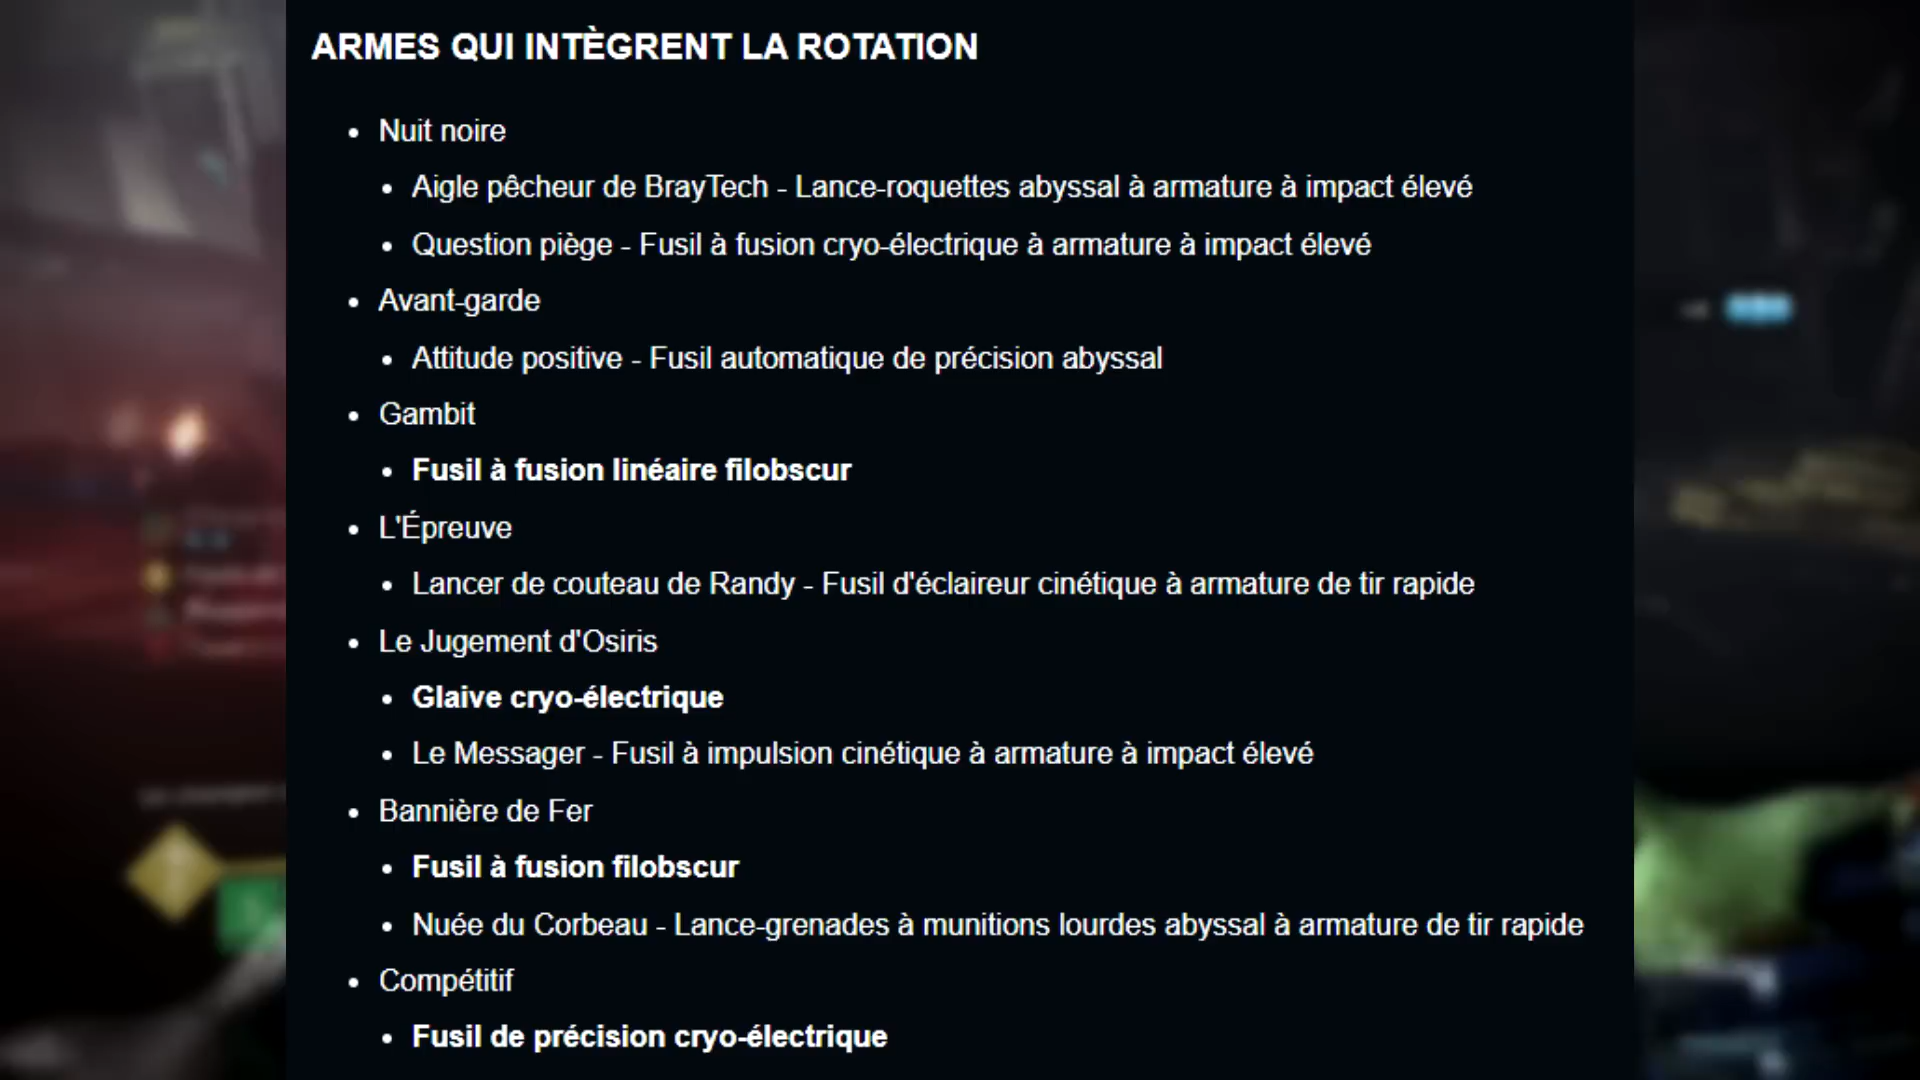 ARMES QUI INTÈGRENT LA ROTATION
Nuit noire
Aigle pêcheur de BrayTech - Lance-roquettes abyssal à armature à impact élevé
Question piège - Fusil à fusion cryo-électrique à armature à impact élevé
Avant-garde
Attitude positive - Fusil automatique de précision abyssal
Gambit
Fusil à fusion linéaire filobscur
L'Épreuve
Lancer de couteau de Randy - Fusil d'éclaireur cinétique à armature de tir rapide
Le Jugement d'Osiris
Glaive cryo-électrique
Le Messager - Fusil à impulsion cinétique à armature à impact élevé
Bannière de Fer
Fusil à fusion filobscur
Nuée du Corbeau - Lance-grenades à munitions lourdes abyssal à armature de tir rapide
Compétitif
Fusil de précision cryo-électrique